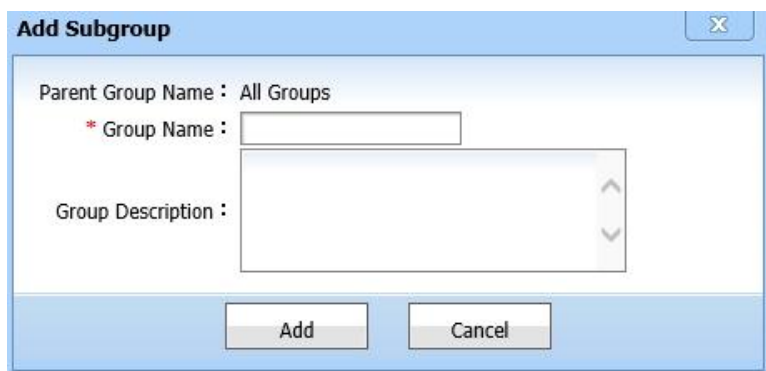 Add Subgroup
X
Parent Group Name： All Groups
* Group Name：
Group Description：
Add Cancel